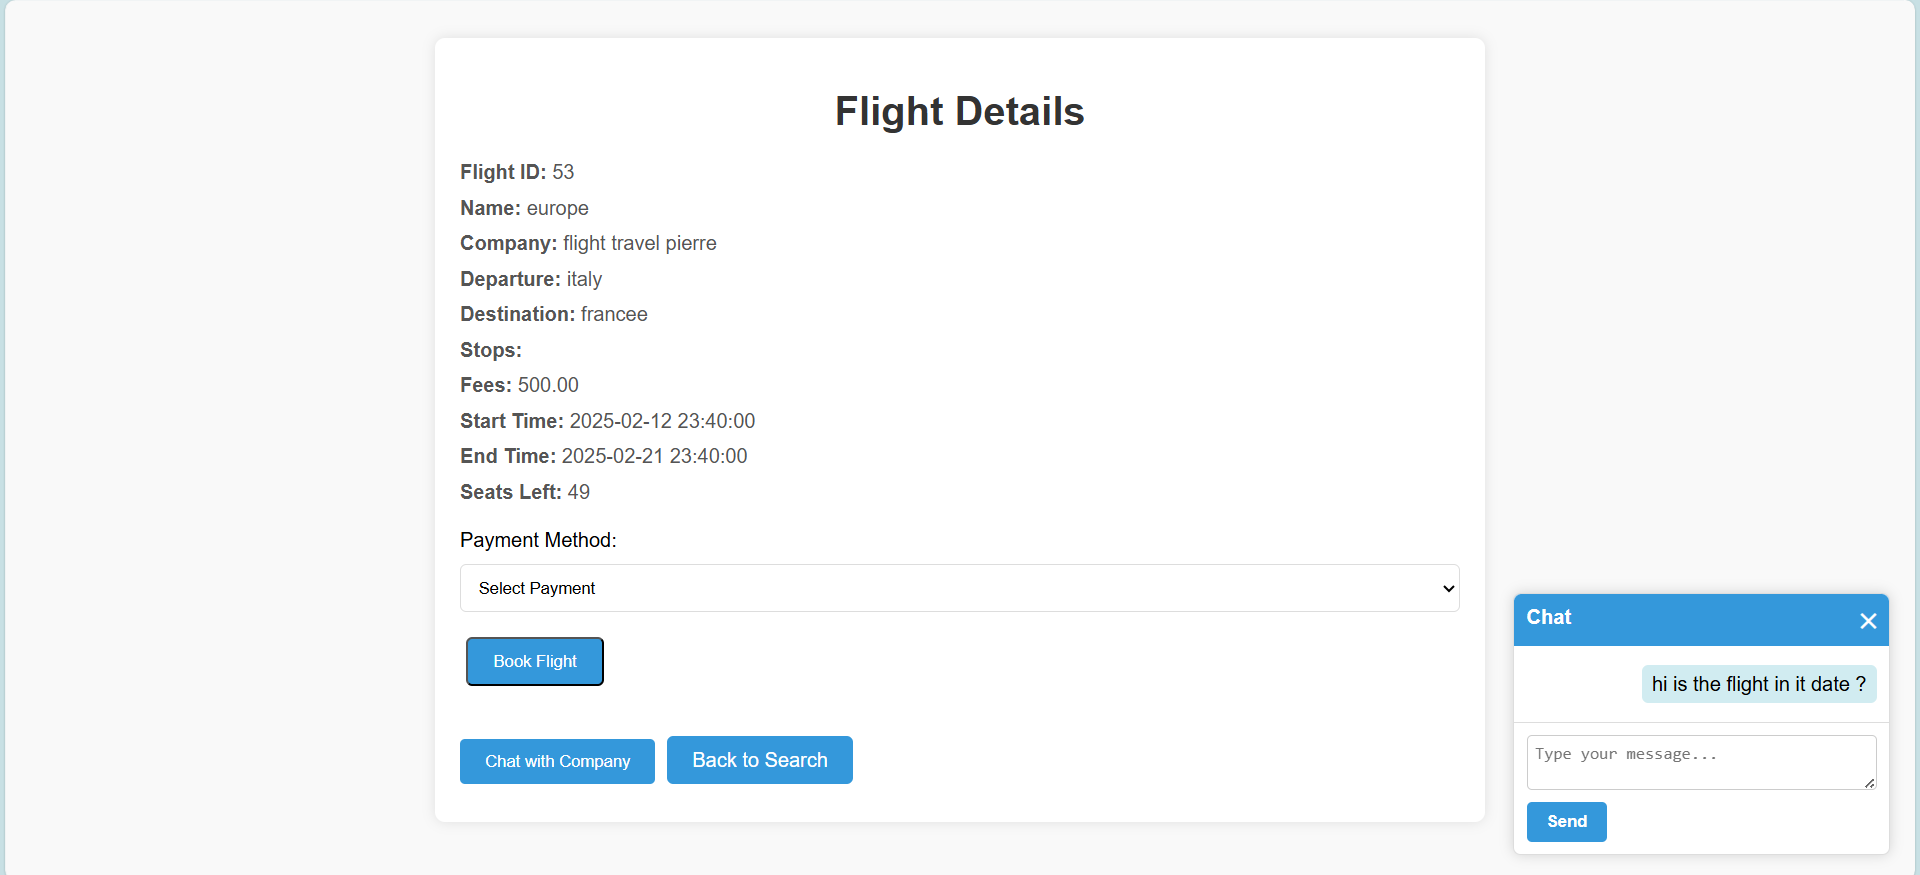 Flight Details
Flight ID: 53
Name: europe
Company: flight travel pierre
Departure: italy
Destination: francee
Stops:
Fees: 500.00
Start Time: 2025-02-12 23:40:00
End Time: 2025-02-21 23:40:00
Seats Left: 49
Payment Method:
Select Payment
Book Flight
Chat with Company
Back to Search
Chat
hi is the flight in it date ?
Type your message...
Send